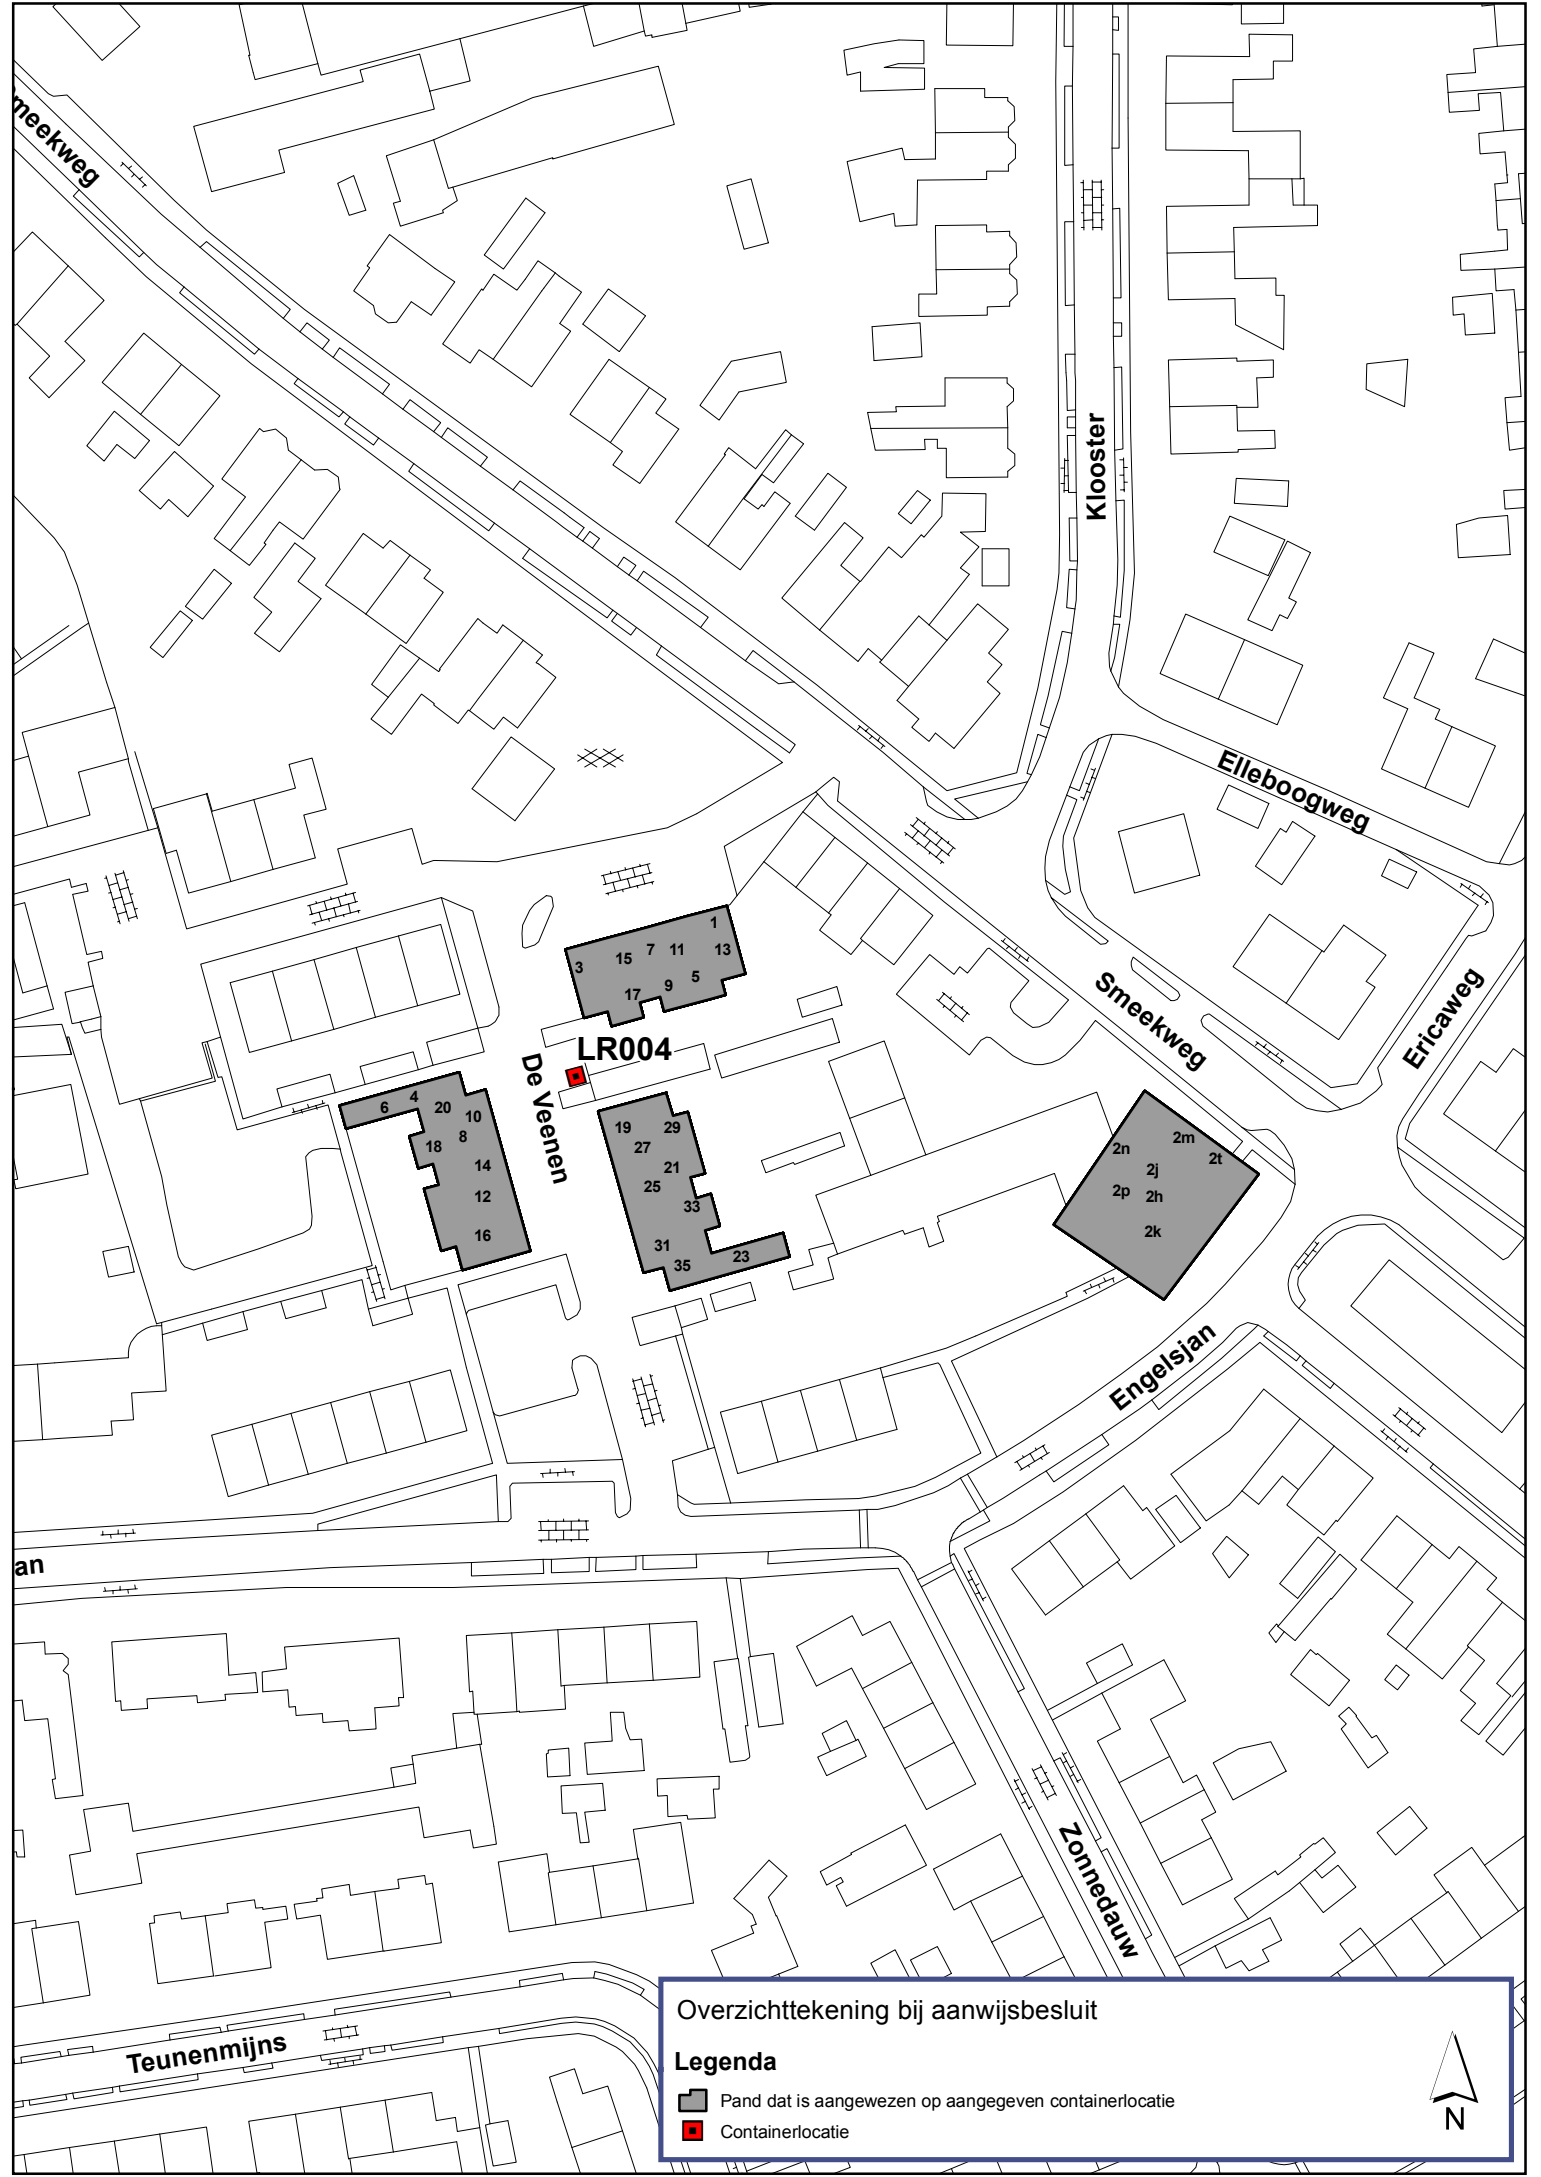 meekweg
Klooster
Elleboogweg
Smeekweg
Ericaweg
1
3
15
7
11
13
17
9
5
LR004
De Veenen
6
4
20
10
18
8
14
12
16
19
29
27
21
25
33
31
35
23
2n
2m
2j
2t
2p
2h
2k
Engelsjan
an
Zonnedauw
Teunenmijns
Overzichttekening bij aanwijsbesluit
Legenda
Pand dat is aangewezen op aangegeven containerlocatie
Containerlocatie
N